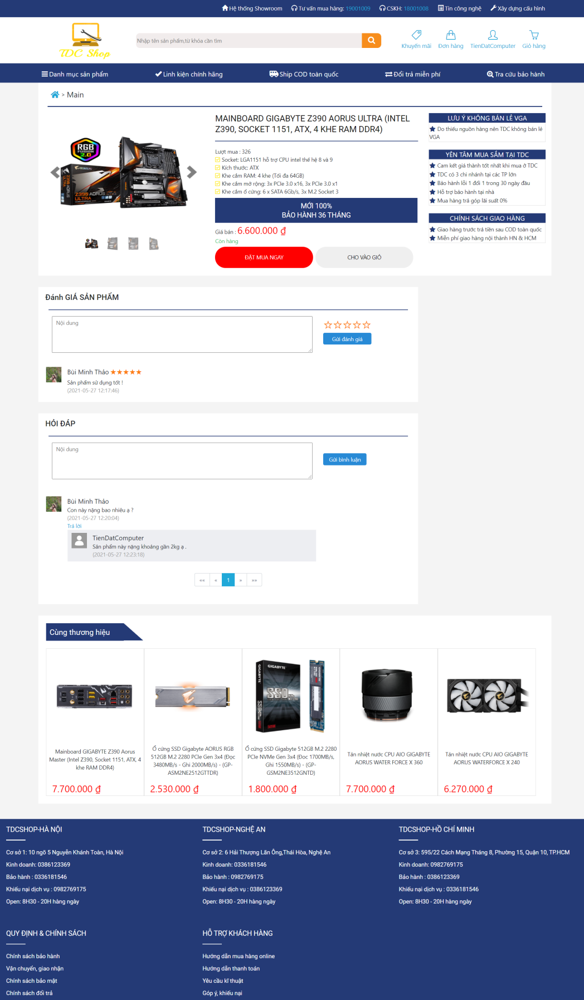 Hệ thống Showroom
Tư vấn mua hàng: 19001009
CSKH: 18001008
Tin công nghệ
Xây dựng cấu hình
TDC Shop
Nhập tên sản phẩm,từ khóa cần tìm
Khuyến mãi
Đơn hàng
TienDatComputer
Giỏ hàng
Danh mục sản phẩm
Linh kiện chính hãng
Ship COD toàn quốc
Đổi trả miễn phí
Tra cứu bảo hành
> Main
RGB
FUSION
2.0
AORUS
Z390 AORUS
ULTRA
MAINBOARD GIGABYTE Z390 AORUS ULTRA (INTEL
Z390, SOCKET 1151, ATX, 4 KHE RAM DDR4)
Lượt mua : 326
Socket: LGA1151 hỗ trợ CPU intel thế hệ 8 và 9
Kích thước: ATX
Khe cắm RAM: 4 khe (Tối đa 64GB)
Khe cắm mở rộng: 3x PCIe 3.0 x16, 3x PCIe 3.0 x1
Khe cắm ổ cứng: 6 x SATA 6Gb/s, 3x M.2 Socket 3
MỚI 100%
BẢO HÀNH 36 THÁNG
Giá bán : 6.600.000 ₫
Còn hàng
ĐẶT MUA NGAY
CHO VÀO GIỎ
LƯU Ý KHÔNG BÁN LẺ VGA
Do thiếu nguồn hàng nên TDC không bán lẻ
VGA
YÊN TÂM MUA SẮM TẠI TDC
Cam kết giá thành tốt nhất khi mua ở TDC
TDC có 3 chi nhánh tại các TP lớn
Bảo hành lỗi 1 đổi 1 trong 30 ngày đầu
Hỗ trợ bảo hành tại nhà
Mua hàng trả góp lãi suất 0%
CHÍNH SÁCH GIAO HÀNG
Giao hàng trước trả tiền sau COD toàn quốc
Miễn phí giao hàng nội thành HN & HCM
Đánh GIÁ SẢN PHẨM
Nội dung
Gửi đánh giá
Bùi Minh Thảo ★★★★★
Sản phẩm sử dụng tốt !
(2021-05-27 12:17:46)
HỎI ĐÁP
Nội dung
Gửi bình luận
Bùi Minh Thảo
Con này nặng bao nhiêu ạ ?
(2021-05-27 12:20:04)
Trả lời
TienDatComputer
Sản phẩm này nặng khoảng gần 2kg ạ .
(2021-05-27 12:23:18)
«« « 1 » »»
Cùng thương hiệu
GIGABYTE
GIGABYTE
SSD
Mainboard GIGABYTE Z390 Aorus
Master (Intel Z390, Socket 1151, ATX, 4
khe RAM DDR4)
7.700.000 ₫
Ổ cứng SSD Gigabyte AORUS RGB
512GB M.2 2280 PCIe Gen 3x4 (Đọc
3480MB/s - Ghi 2000MB/s) - (GP-
ASM2NE2512GTTDR)
2.530.000 ₫
Ổ cứng SSD Gigabyte 512GB M.2 2280
PCIe NVMe Gen 3x4 (Đoc 1700MB/s,
Ghi 1550MB/s) - (GP-
GSM2NE3512GNTD)
1.800.000 ₫
Tản nhiệt nước CPU AIO GIGABYTE
AORUS WATER FORCE X 360
7.700.000 ₫
Tản nhiệt nước CPU AIO GIGABYTE
AORUS WATERFORCE X 240
6.270.000 ₫
TDCSHOP-HÀ NỘI
Cơ sở 1: 10 ngõ 5 Nguyễn Khánh Toàn, Hà Nội
Kinh doanh: 0386123369
Bảo hành : 0336181546
Khiếu nại dịch vụ : 0982769175
Open: 8H30 - 20H hàng ngày
TDCSHOP-NGHỆ AN
Cơ sở 2: 6 Hải Thượng Lãn Ông,Thái Hòa, Nghệ An
Kinh doanh: 0336181546
Bảo hành : 0982769175
Khiếu nại dịch vụ : 0386123369
Open: 8H30 - 20H hàng ngày
TDCSHOP-HỒ CHÍ MINH
Cơ sở 3: 595/22 Cách Mạng Tháng 8, Phường 15, Quận 10, TP.HCM
Kinh doanh: 0982769175
Bảo hành : 0386123369
Khiếu nại dịch vụ : 0336181546
Open: 8H30 - 20H hàng ngày
QUY ĐỊNH & CHÍNH SÁCH
Chính sách bảo hành
Vận chuyển, giao nhận
Chính sách bảo mật
Chính sách đổi trả
HỖ TRỢ KHÁCH HÀNG
Hướng dẫn mua hàng online
Hướng dẫn thanh toán
Yêu cầu kĩ thuật
Góp ý, khiếu nại